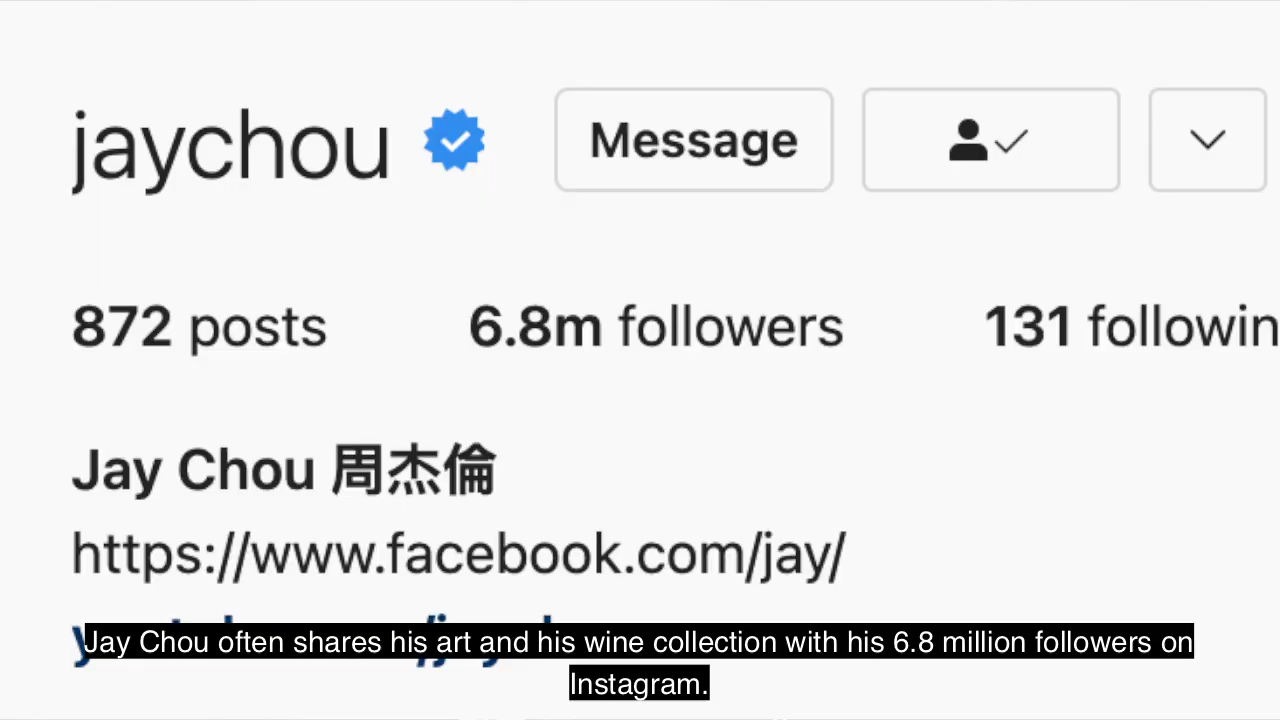 jaychou
Message
872 posts
6.8m followers
131 followin
Jay Chou 周杰倫
https://www.facebook.com/jay/
Jay Chou often shares his art and his wine collection with his 6.8 million followers on
Instagram.